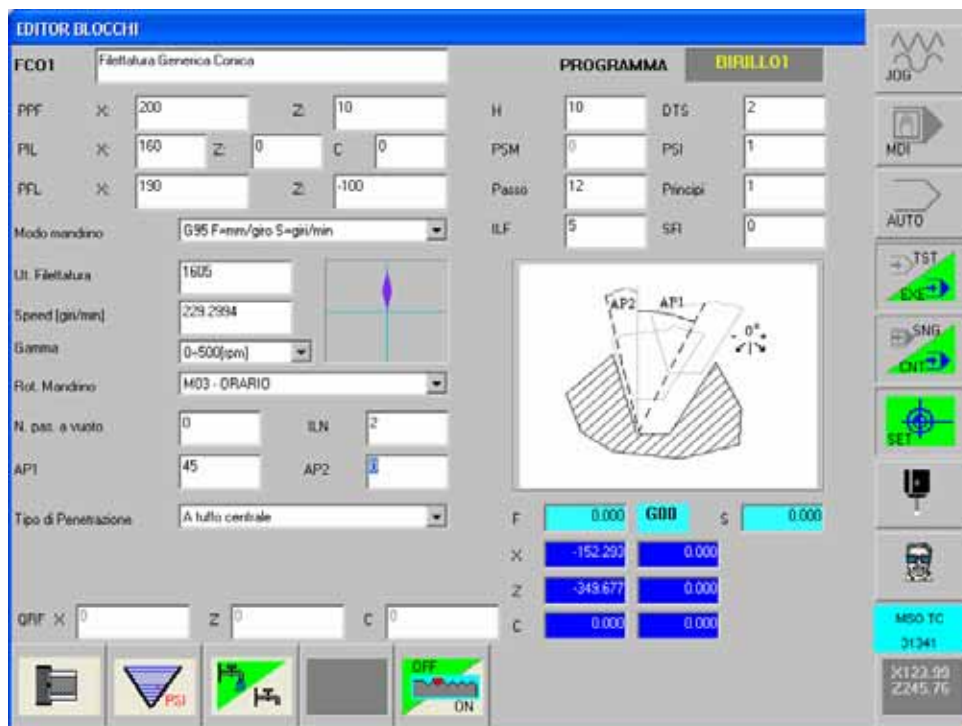 EDITOR BLOCCHI
FC01 Filettatura Generica Conica PROGRAMMA BIRILLO1
PPF X: 200 Z: 10 H 10 DTS 2
PIL X: 160 Z: 0 C 0 PSM 0 PSI 1
PFL X: 190 Z: -100 Passo 12 Principi 1
Modo mandrino G95 F=mm/giro S=giri/min ILF 5 SFI 0
Ut. Filettatura 1605
Speed [giri/min] 229.2994
Gamma 0-500[rpm]
Rot. Mandrino M03 - ORARIO
N. pas. a vuoto 0 ILN 2
AP1 45 AP2 0
Tipo di Penetrazione A tuffo centrale
AP2 AP1
- 0° +
F 0.000 G00 S 0.000
X -152.293 0.000
Z -349.677 0.000
C 0.000 0.000
QRF X 0 Z 0 C 0
PSI
OFF
ON
JOG
MDI
AUTO
TST
EXE
SNG
CNT
SET
MSO TC
31341
X123.99
Z245.76